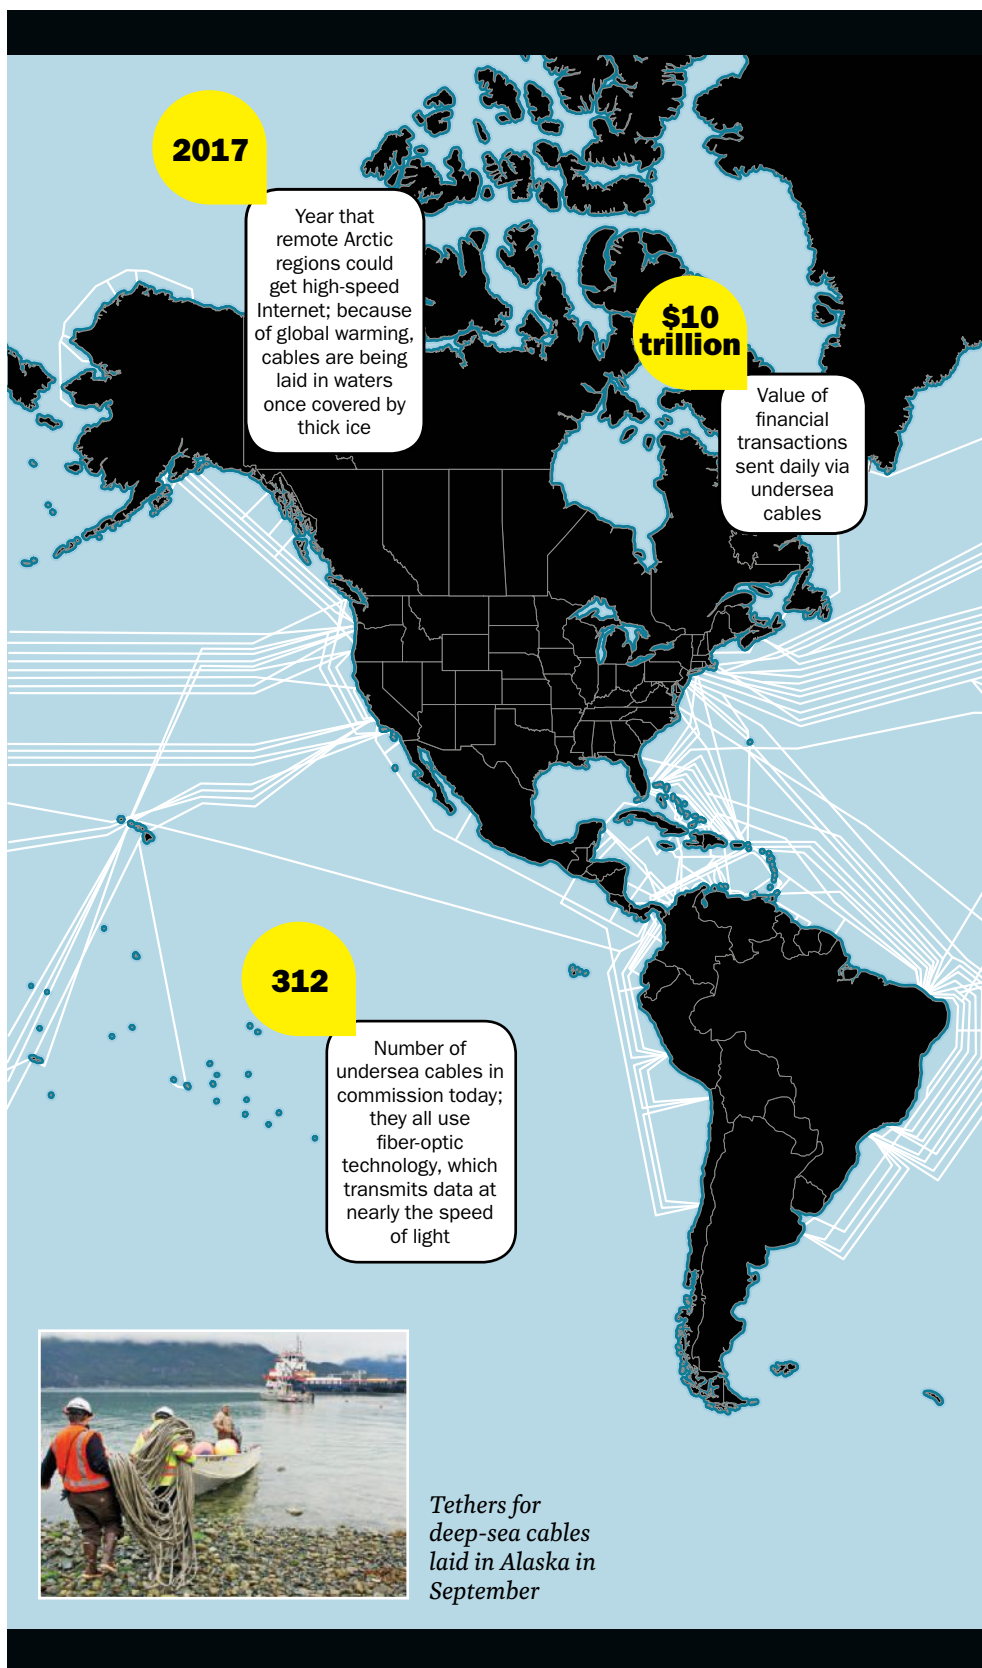 2017
Year that
remote Arctic
regions could
get high-speed
Internet; because
of global warming,
cables are being
laid in waters
once covered by
thick ice
$10
trillion
Value of
financial
transactions
sent daily via
undersea
cables
312
Number of
undersea cables in
commission today;
they all use
fiber-optic
technology, which
transmits data at
nearly the speed
of light
Tethers for
deep-sea cables
laid in Alaska in
September